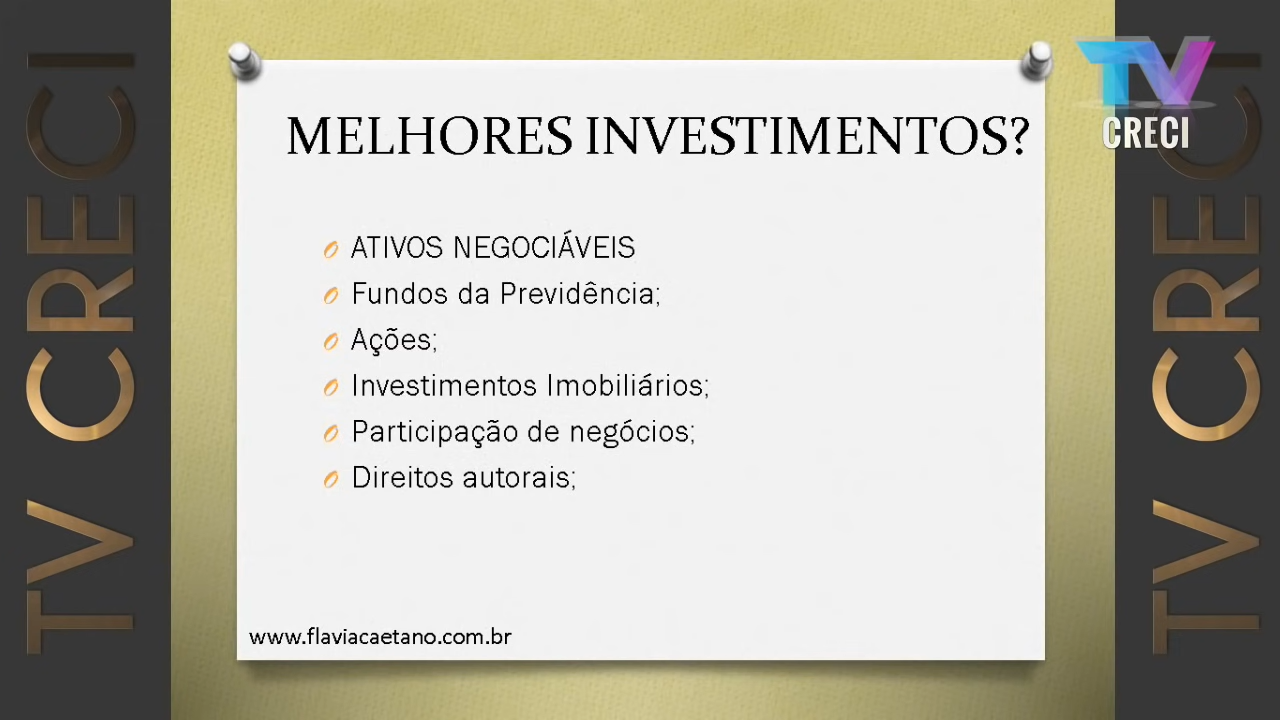 TV CRECI
TV
CRECI
MELHORES INVESTIMENTOS?
ATIVOS NEGOCIÁVEIS
Fundos da Previdência;
Ações;
Investimentos Imobiliários;
Participação de negócios;
Direitos autorais;
www.flaviacaetano.com.br
TV CRECI